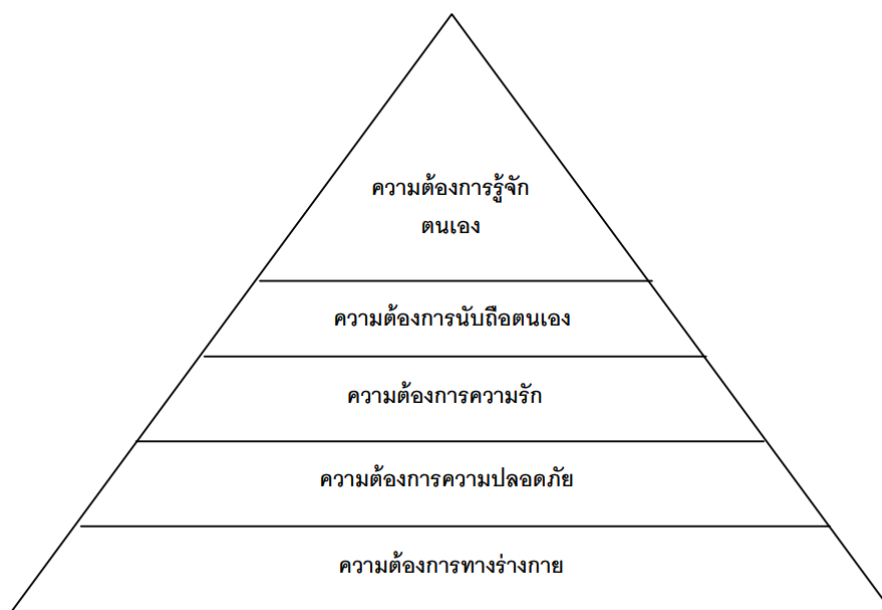 ความต้องการรู้จัก
ตนเอง
ความต้องการนับถือตนเอง
ความต้องการความรัก
ความต้องการความปลอดภัย
ความต้องการทางร่างกาย